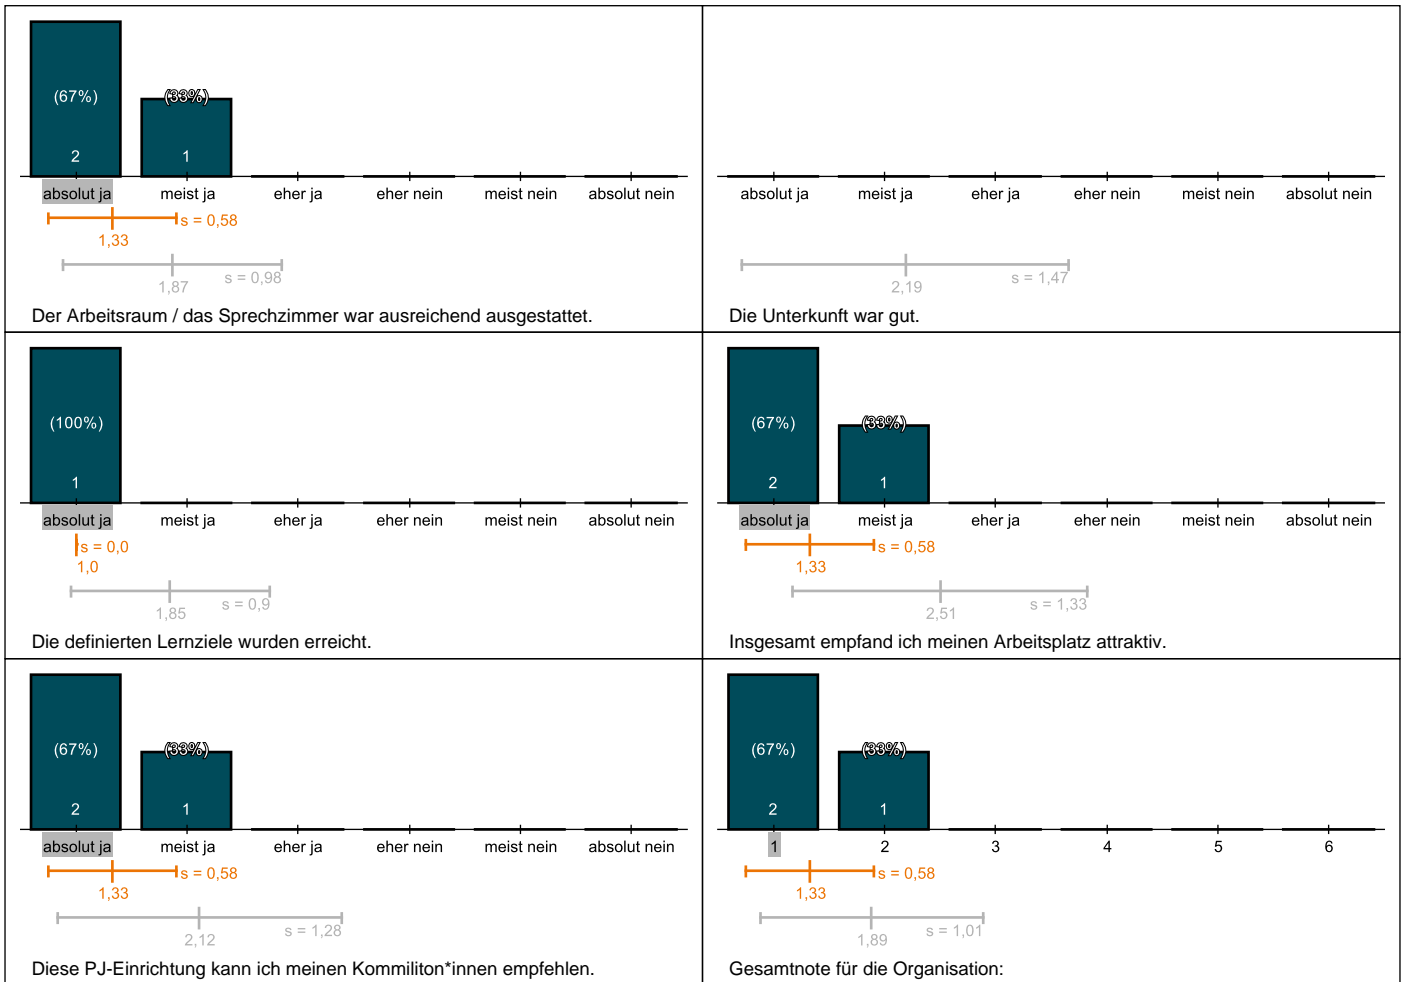 (67%) (33%)
2 1
absolut ja meist ja eher ja eher nein meist nein absolut nein
s = 0,58
1,33
s = 0,98
1,87
Der Arbeitsraum / das Sprechzimmer war ausreichend ausgestattet.
absolut ja meist ja eher ja eher nein meist nein absolut nein
s = 1,47
2,19
Die Unterkunft war gut.
(100%)
1
absolut ja meist ja eher ja eher nein meist nein absolut nein
s = 0,0
1,0
s = 0,9
1,85
Die definierten Lernziele wurden erreicht.
(67%) (33%)
2 1
absolut ja meist ja eher ja eher nein meist nein absolut nein
s = 0,58
1,33
s = 1,33
2,51
Insgesamt empfand ich meinen Arbeitsplatz attraktiv.
(67%) (33%)
2 1
absolut ja meist ja eher ja eher nein meist nein absolut nein
s = 0,58
1,33
s = 1,28
2,12
Diese PJ-Einrichtung kann ich meinen Kommiliton*innen empfehlen.
(67%) (33%)
2 1
1 2 3 4 5 6
s = 0,58
1,33
s = 1,01
1,89
Gesamtnote für die Organisation: